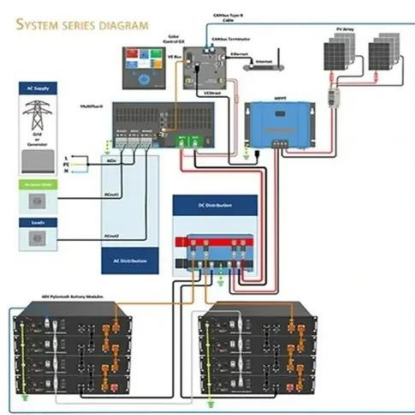 SYSTEM SERIES DIAGRAM
CANbus Type B
Cable
Color
Control GX
CANbus Terminator
PV Array
VE Bus
Ethernet
Ethernet
AC Supply
VE.Direct
MultiPlus-II
MPPT
Grid
or
Generator
L
PE
N
ACin
ACout1
DC Distribution
Loads
ACout2
AC Distribution
48V Pylontech Battery Modules